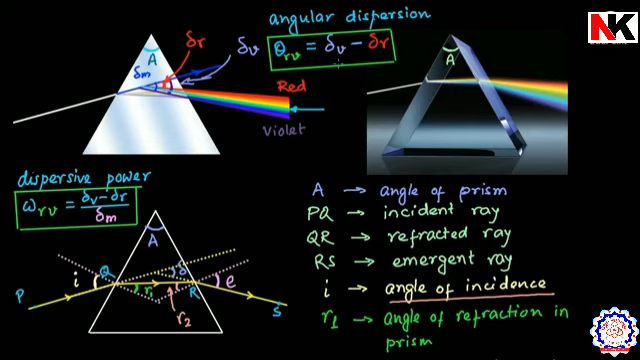 angular dispersion
θrv = δv − δr
A
δr
δv
δm
Red
Violet
A
NK
dispersive power
ωrv = δv − δr / δm
A
i
Q
δ
r1
R
e
P
r2
S
A → angle of prism
PQ → incident ray
QR → refracted ray
RS → emergent ray
i → angle of incidence
r1 → angle of refraction in
prism